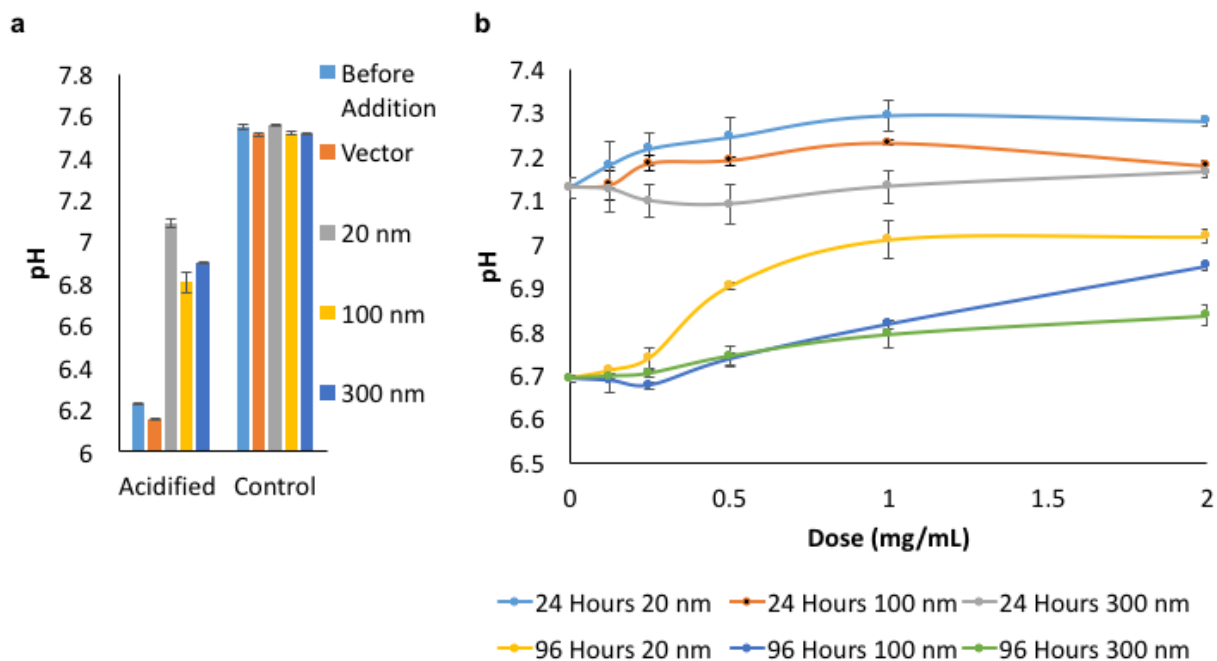 a
7.8
7.6
7.4
7.2
7
6.8
6.6
6.4
6.2
6
pH
Acidified Control
Before
Addition
Vector
20 nm
100 nm
300 nm
b
7.4
7.3
7.2
7.1
7
6.9
6.8
6.7
6.6
6.5
pH
0 0.5 1 1.5 2
Dose (mg/mL)
24 Hours 20 nm 24 Hours 100 nm 24 Hours 300 nm
96 Hours 20 nm 96 Hours 100 nm 96 Hours 300 nm